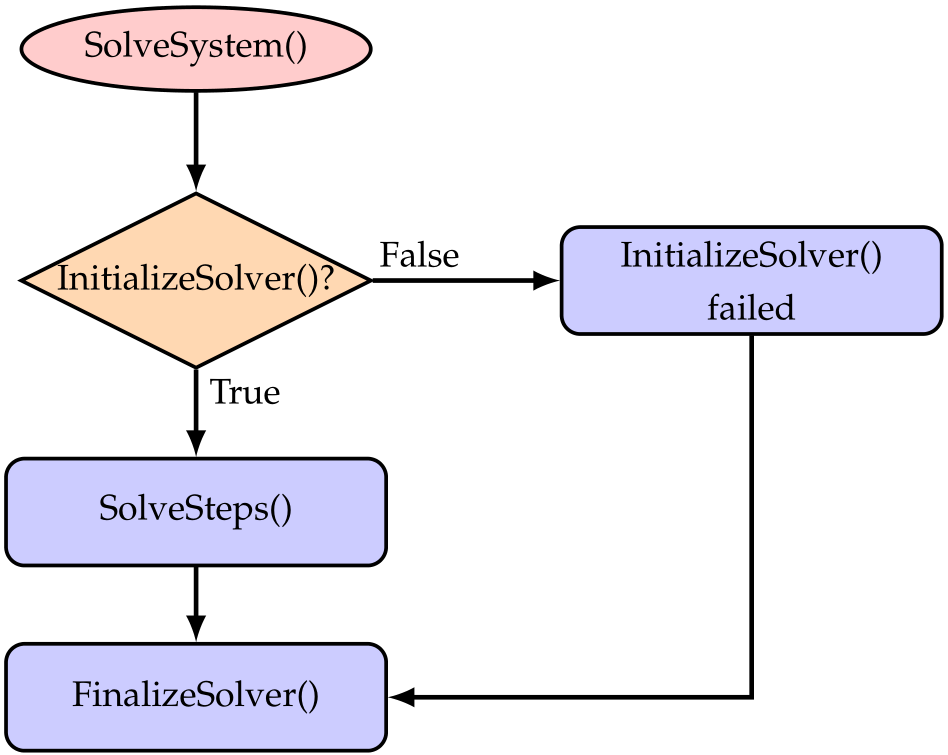 SolveSystem()
InitializeSolver()?
False
InitializeSolver()
failed
True
SolveSteps()
FinalizeSolver()